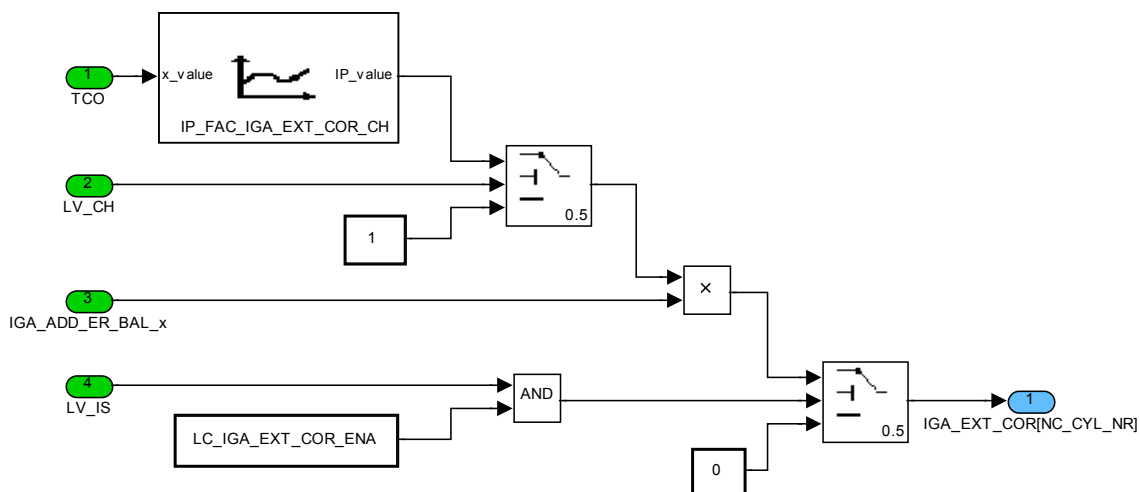 1
TCO
x_value
IP_value
IP_FAC_IGA_EXT_COR_CH
2
LV_CH
1
0.5
3
IGA_ADD_ER_BAL_x
×
4
LV_IS
AND
LC_IGA_EXT_COR_ENA
0
0.5
1
IGA_EXT_COR[NC_CYL_NR]